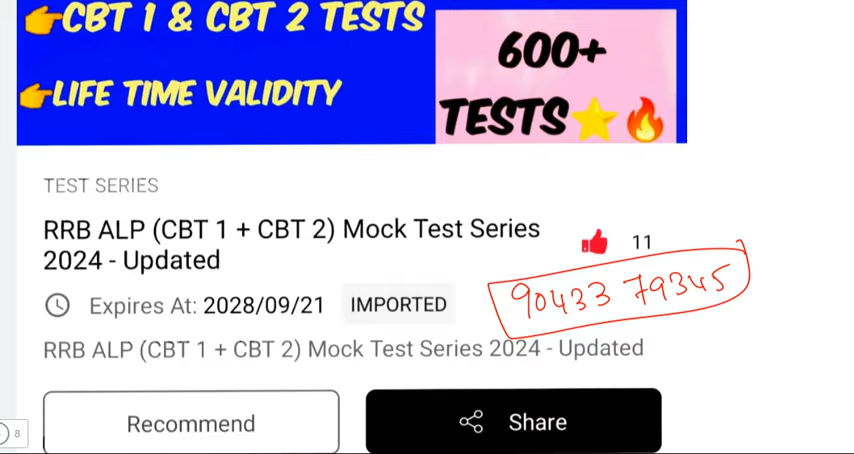 CBT 1 & CBT 2 TESTS
LIFE TIME VALIDITY
600+
TESTS
TEST SERIES
RRB ALP (CBT 1 + CBT 2) Mock Test Series
2024 - Updated
11
Expires At: 2028/09/21 IMPORTED
90433 79345
RRB ALP (CBT 1 + CBT 2) Mock Test Series 2024 - Updated
Recommend
Share
8